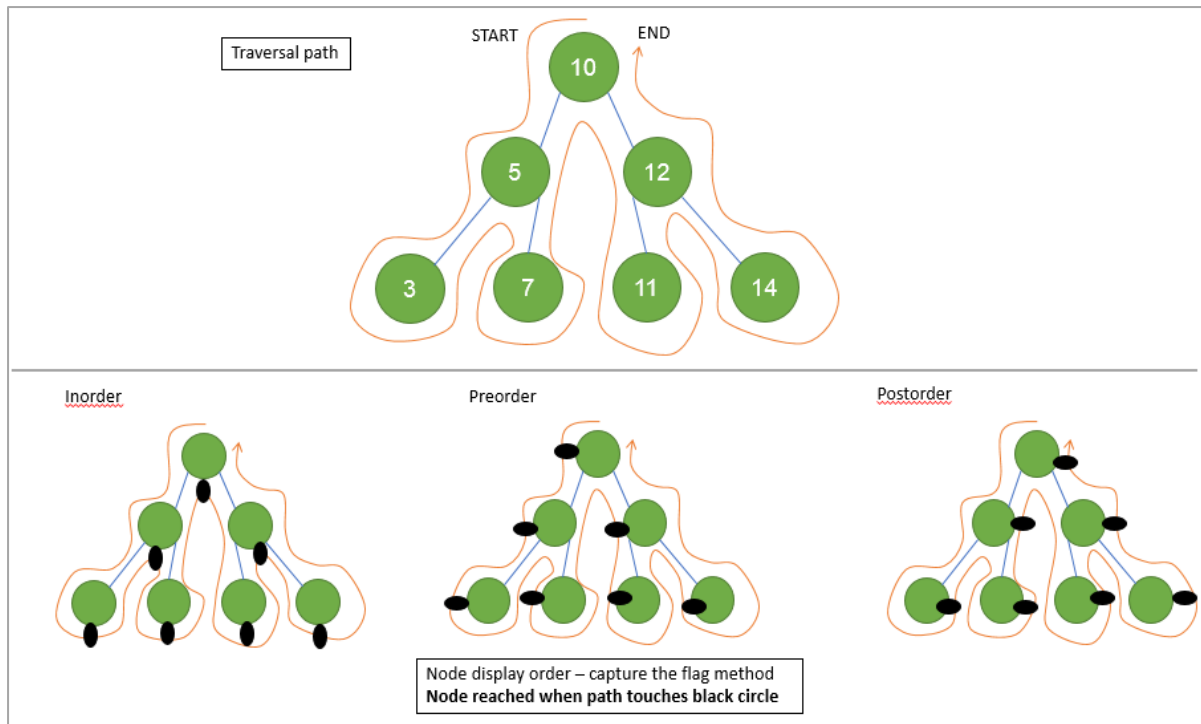 START
END
Traversal path
10
5
12
3
7
11
14
Inorder
Preorder
Postorder
Node display order – capture the flag method
Node reached when path touches black circle